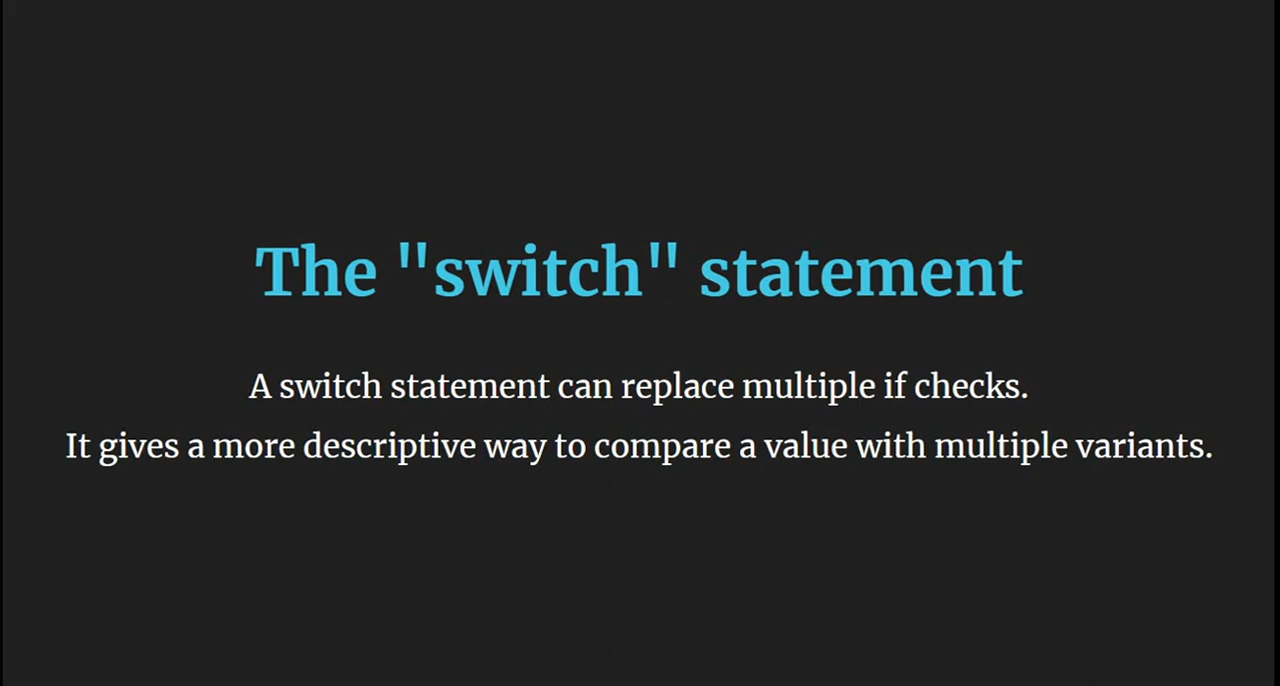 The "switch" statement
A switch statement can replace multiple if checks.
It gives a more descriptive way to compare a value with multiple variants.